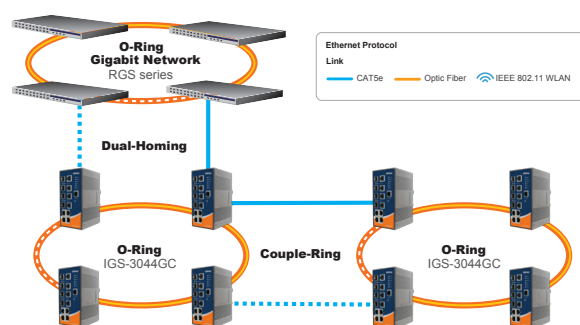 O-Ring
Gigabit Network
RGS series
Ethernet Protocol
Link
CAT5e
Optic Fiber
IEEE 802.11 WLAN
Dual-Homing
O-Ring
IGS-3044GC
Couple-Ring
O-Ring
IGS-3044GC